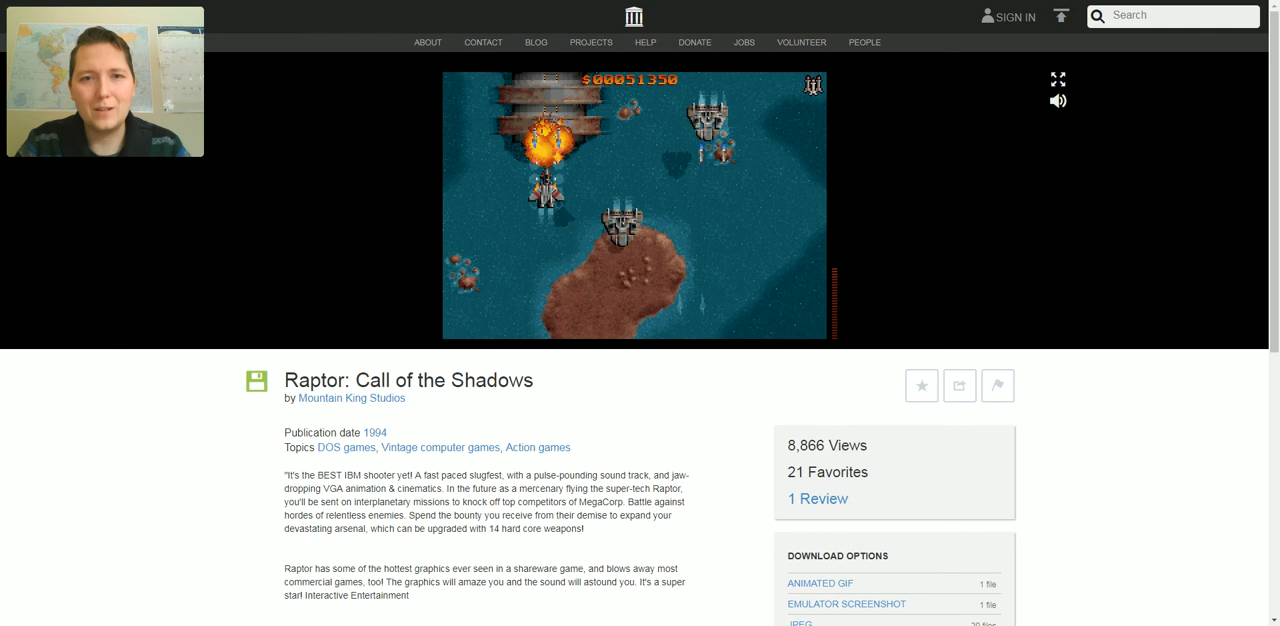 SIGN IN
Search
ABOUT CONTACT BLOG PROJECTS HELP DONATE JOBS VOLUNTEER PEOPLE
$00051350
Raptor: Call of the Shadows
by Mountain King Studios
Publication date 1994
Topics DOS games, Vintage computer games, Action games
"It's the BEST IBM shooter yet! A fast paced slugfest, with a pulse-pounding sound track, and jaw-
dropping VGA animation & cinematics. In the future as a mercenary flying the super-tech Raptor,
you'll be sent on interplanetary missions to knock off top competitors of MegaCorp. Battle against
hordes of relentless enemies. Spend the bounty you receive from their demise to expand your
devastating arsenal, which can be upgraded with 14 hard core weapons!
Raptor has some of the hottest graphics ever seen in a shareware game, and blows away most
commercial games, too! The graphics will amaze you and the sound will astound you. It's a super
star! Interactive Entertainment
8,866 Views
21 Favorites
1 Review
DOWNLOAD OPTIONS
ANIMATED GIF 1 file
EMULATOR SCREENSHOT 1 file
JPEG 20 files